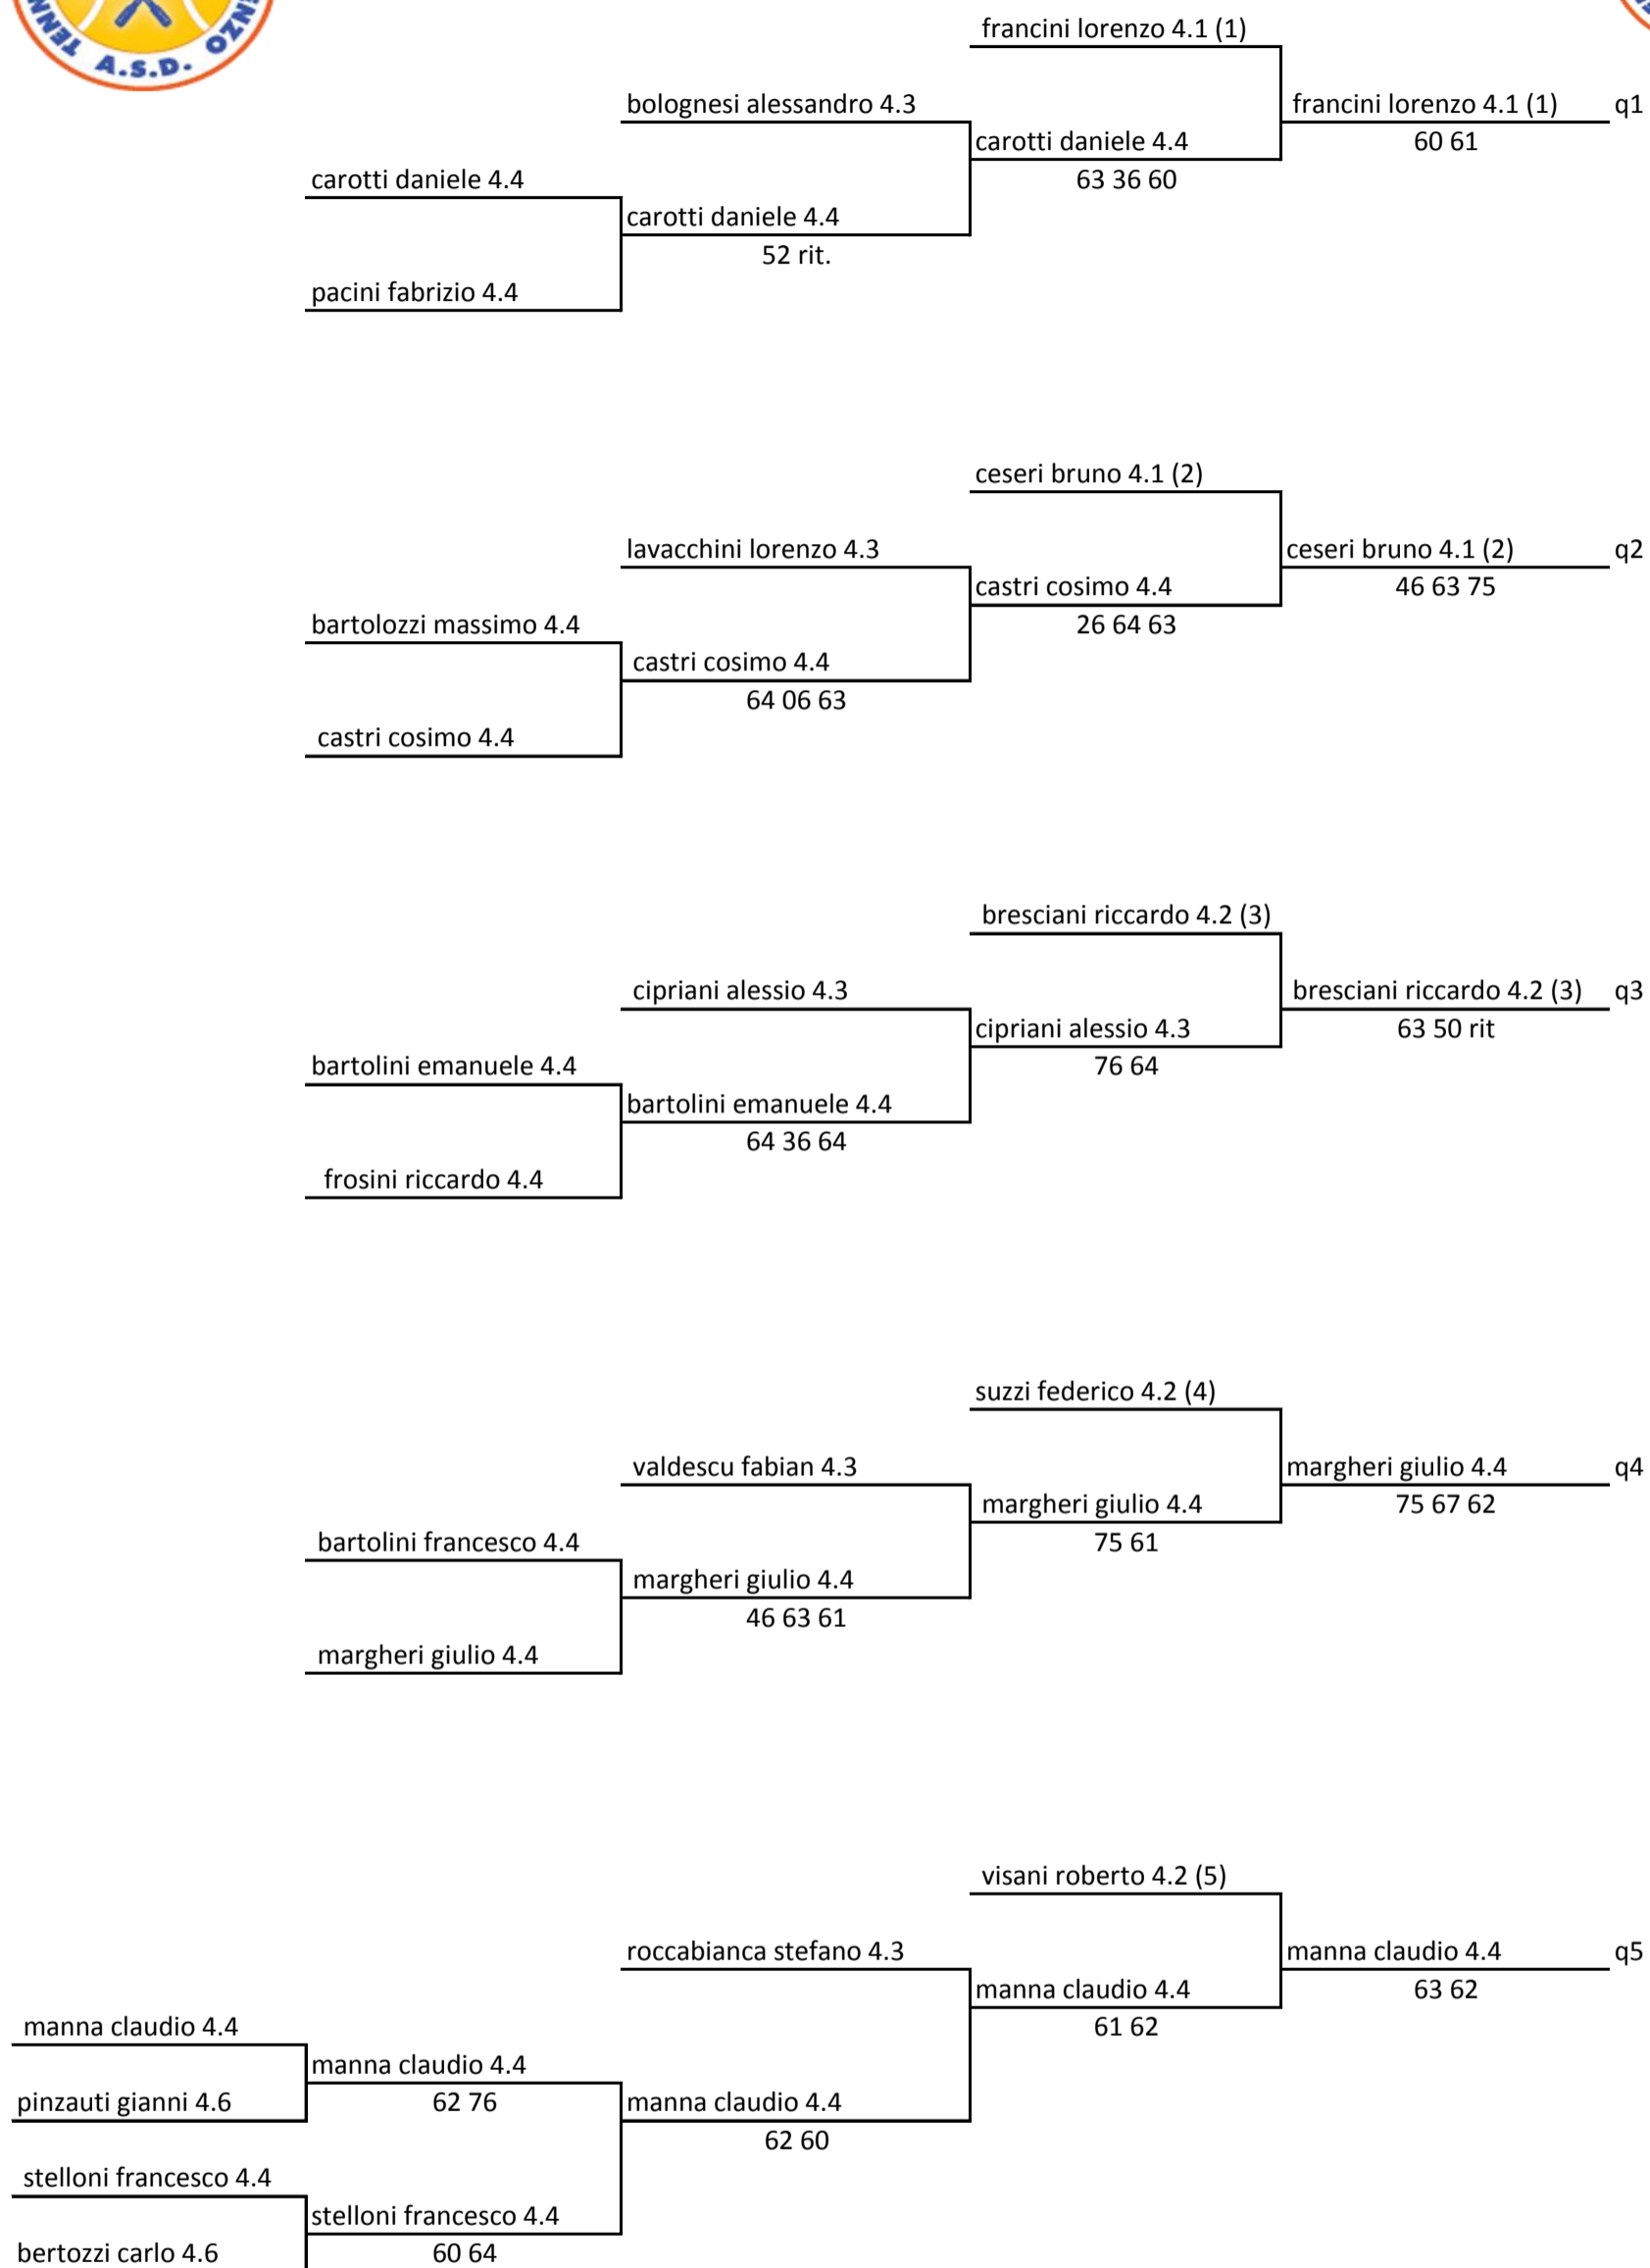 TENN A.S.D. NZO
francini lorenzo 4.1 (1)
bolognesi alessandro 4.3
francini lorenzo 4.1 (1) q1
carotti daniele 4.4
60 61
carotti daniele 4.4
63 36 60
carotti daniele 4.4
52 rit.
pacini fabrizio 4.4
ceseri bruno 4.1 (2)
lavacchini lorenzo 4.3
ceseri bruno 4.1 (2) q2
castri cosimo 4.4
46 63 75
bartolozzi massimo 4.4
26 64 63
castri cosimo 4.4
64 06 63
castri cosimo 4.4
bresciani riccardo 4.2 (3)
cipriani alessio 4.3
bresciani riccardo 4.2 (3) q3
cipriani alessio 4.3
63 50 rit
bartolini emanuele 4.4
76 64
bartolini emanuele 4.4
64 36 64
frosini riccardo 4.4
suzzi federico 4.2 (4)
valdescu fabian 4.3
margheri giulio 4.4 q4
margheri giulio 4.4
75 67 62
bartolini francesco 4.4
75 61
margheri giulio 4.4
46 63 61
margheri giulio 4.4
visani roberto 4.2 (5)
roccabianca stefano 4.3
manna claudio 4.4 q5
manna claudio 4.4
63 62
manna claudio 4.4
61 62
manna claudio 4.4
pinzauti gianni 4.6
62 76
manna claudio 4.4
62 60
stelloni francesco 4.4
stelloni francesco 4.4
bertozzi carlo 4.6
60 64